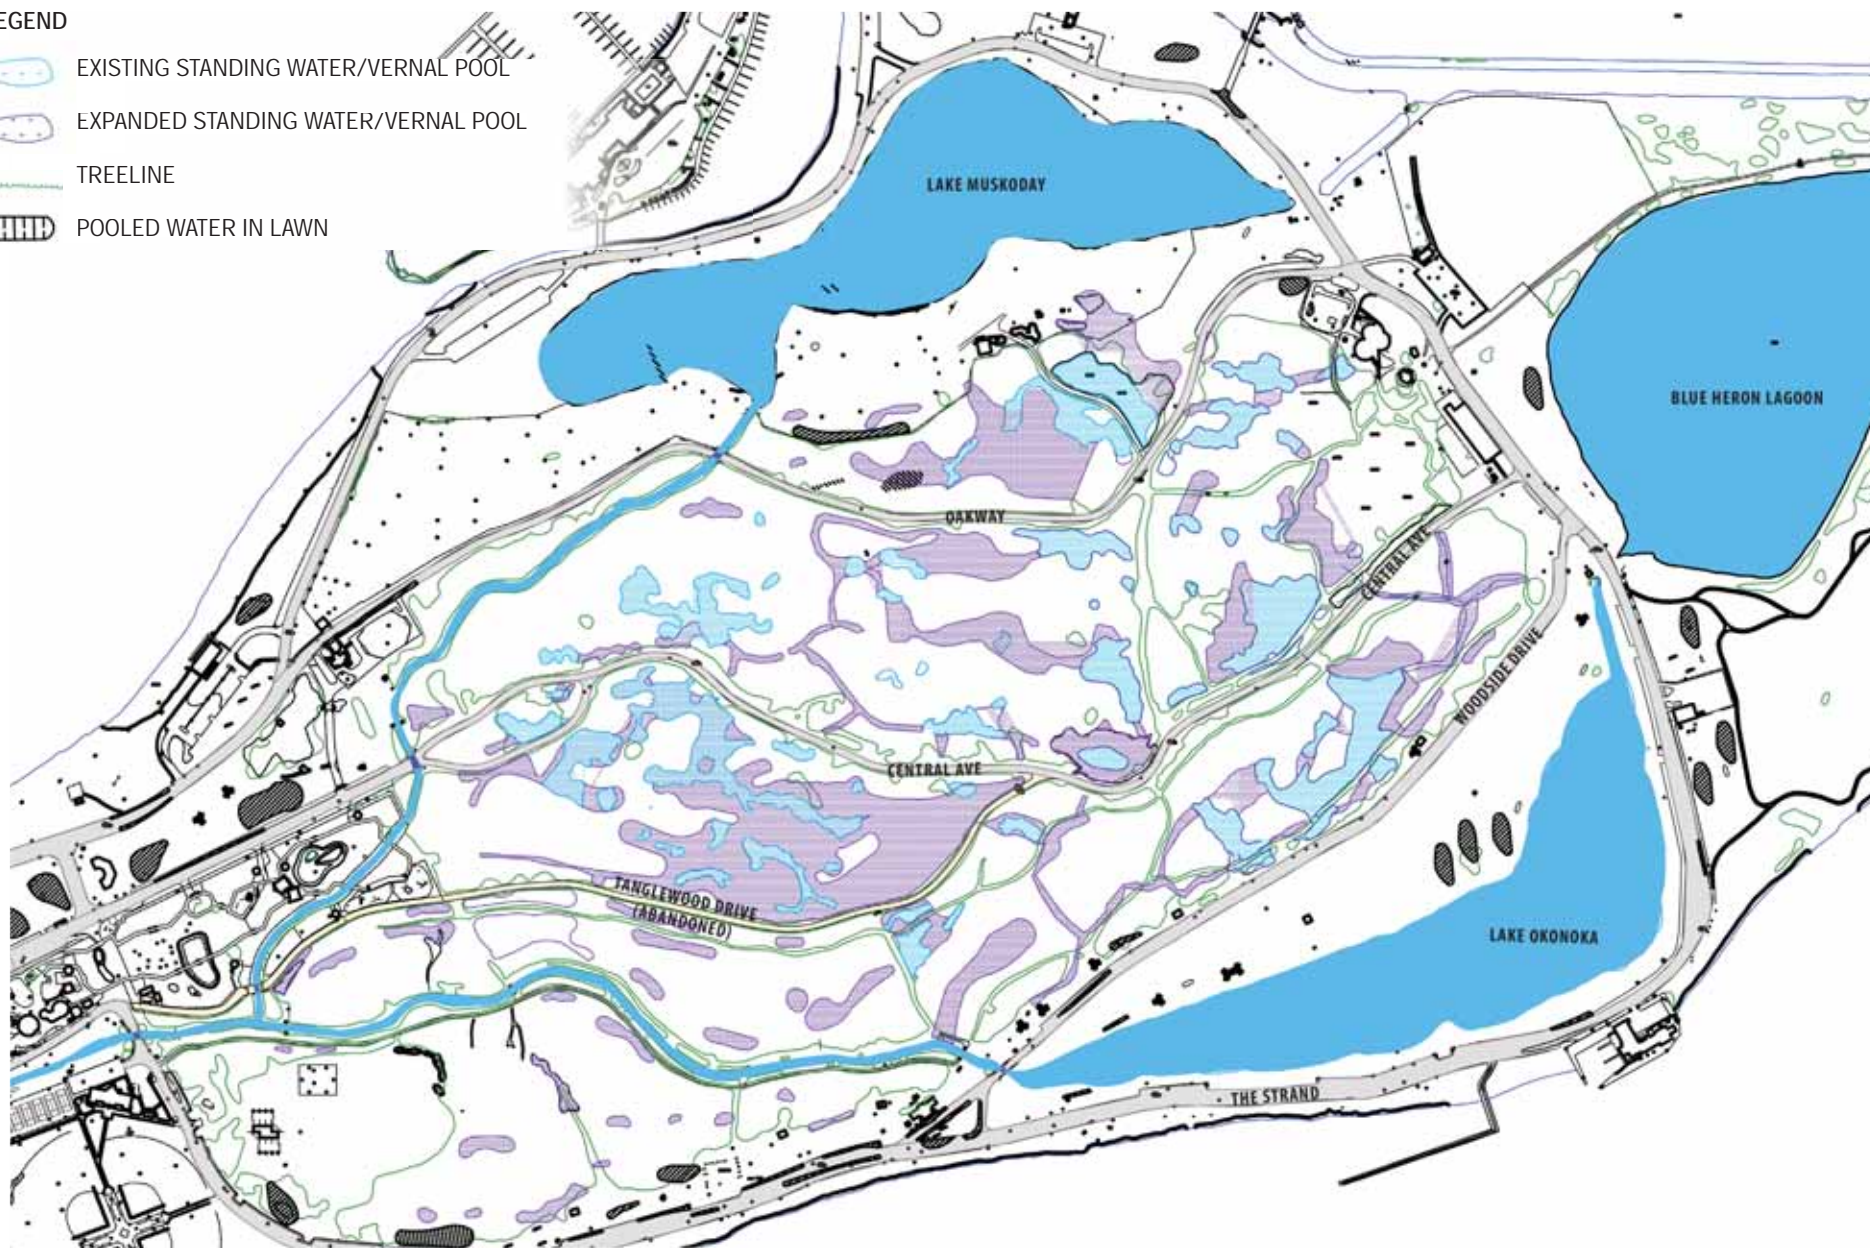 EGEND
EXISTING STANDING WATER/VERNAL POOL
EXPANDED STANDING WATER/VERNAL POOL
TREELINE
POOLED WATER IN LAWN
LAKE MUSKODAY
BLUE HERON LAGOON
OAKWAY
CENTRAL AVE
WOODSIDE DRIVE
CENTRAL AVE
TANGLEWOOD DRIVE
(ABANDONED)
LAKE OKONOKA
THE STRAND